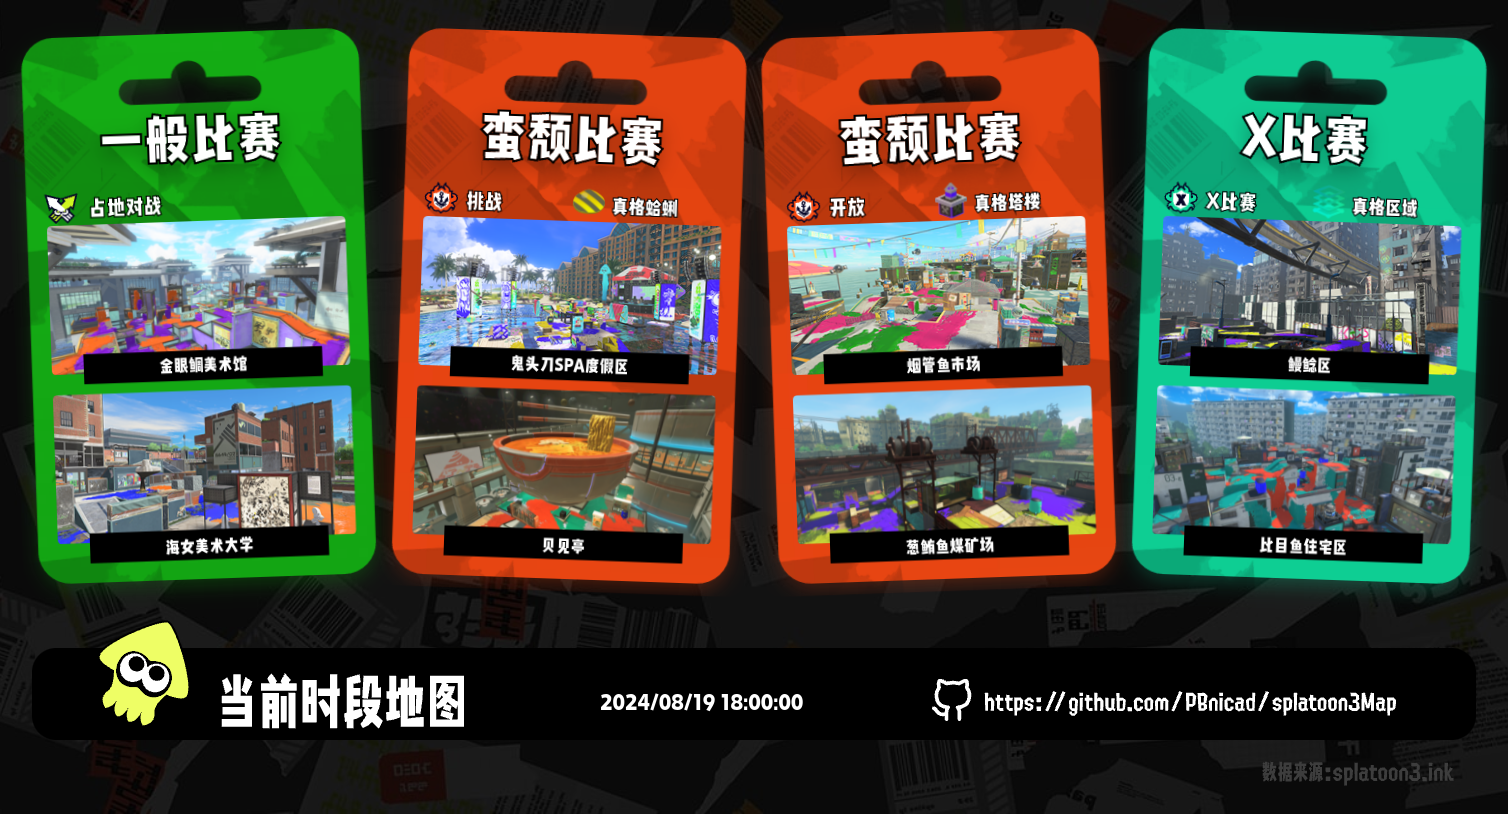 一般比赛
占地对战
金眼鲷美术馆
海女美术大学
蛮颓比赛
挑战
真格蛤蜊
鬼头刀SPA度假区
贝见亭
蛮颓比赛
开放
真格塔楼
烟管鱼市场
葱鲔鱼煤矿场
X比赛
X比赛
真格区域
鳗鲶区
比目鱼住宅区
当前时段地图
2024/08/19 18:00:00
https://github.com/PBnicad/splatoon3Map
数据来源:splatoon3.ink